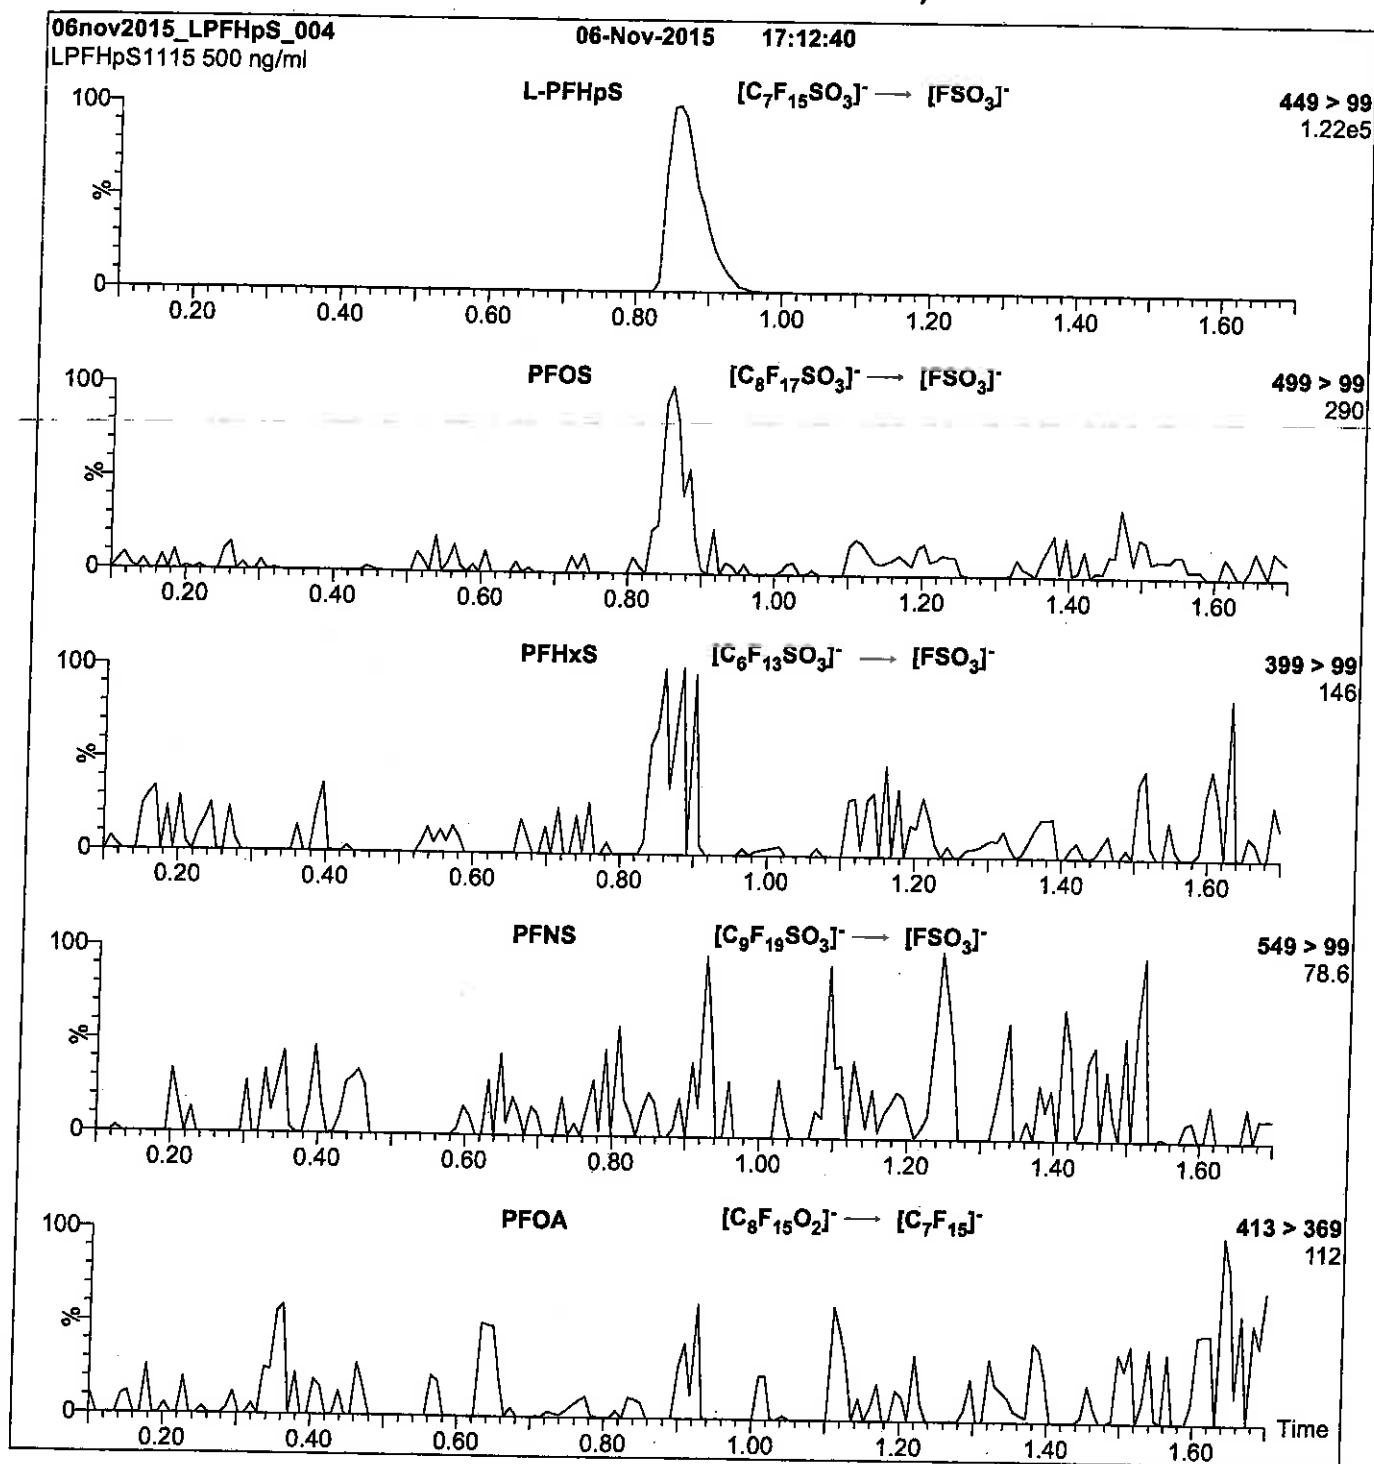 06nov2015_LPFHpS_004 06-Nov-2015 17:12:40
LPFHpS1115 500 ng/ml
L-PFHpS [C₇F₁₅SO₃]⁻ → [FSO₃]⁻ 449 > 99
1.22e5
100
%
0
0.20 0.40 0.60 0.80 1.00 1.20 1.40 1.60
PFOS [C₈F₁₇SO₃]⁻ → [FSO₃]⁻ 499 > 99
290
100
%
0
0.20 0.40 0.60 0.80 1.00 1.20 1.40 1.60
PFHxS [C₆F₁₃SO₃]⁻ → [FSO₃]⁻ 399 > 99
146
100
%
0
0.20 0.40 0.60 0.80 1.00 1.20 1.40 1.60
PFNS [C₉F₁₉SO₃]⁻ → [FSO₃]⁻ 549 > 99
78.6
100
%
0
0.20 0.40 0.60 0.80 1.00 1.20 1.40 1.60
PFOA [C₈F₁₅O₂]⁻ → [C₇F₁₅]⁻ 413 > 369
112
100
%
0
0.20 0.40 0.60 0.80 1.00 1.20 1.40 1.60 Time